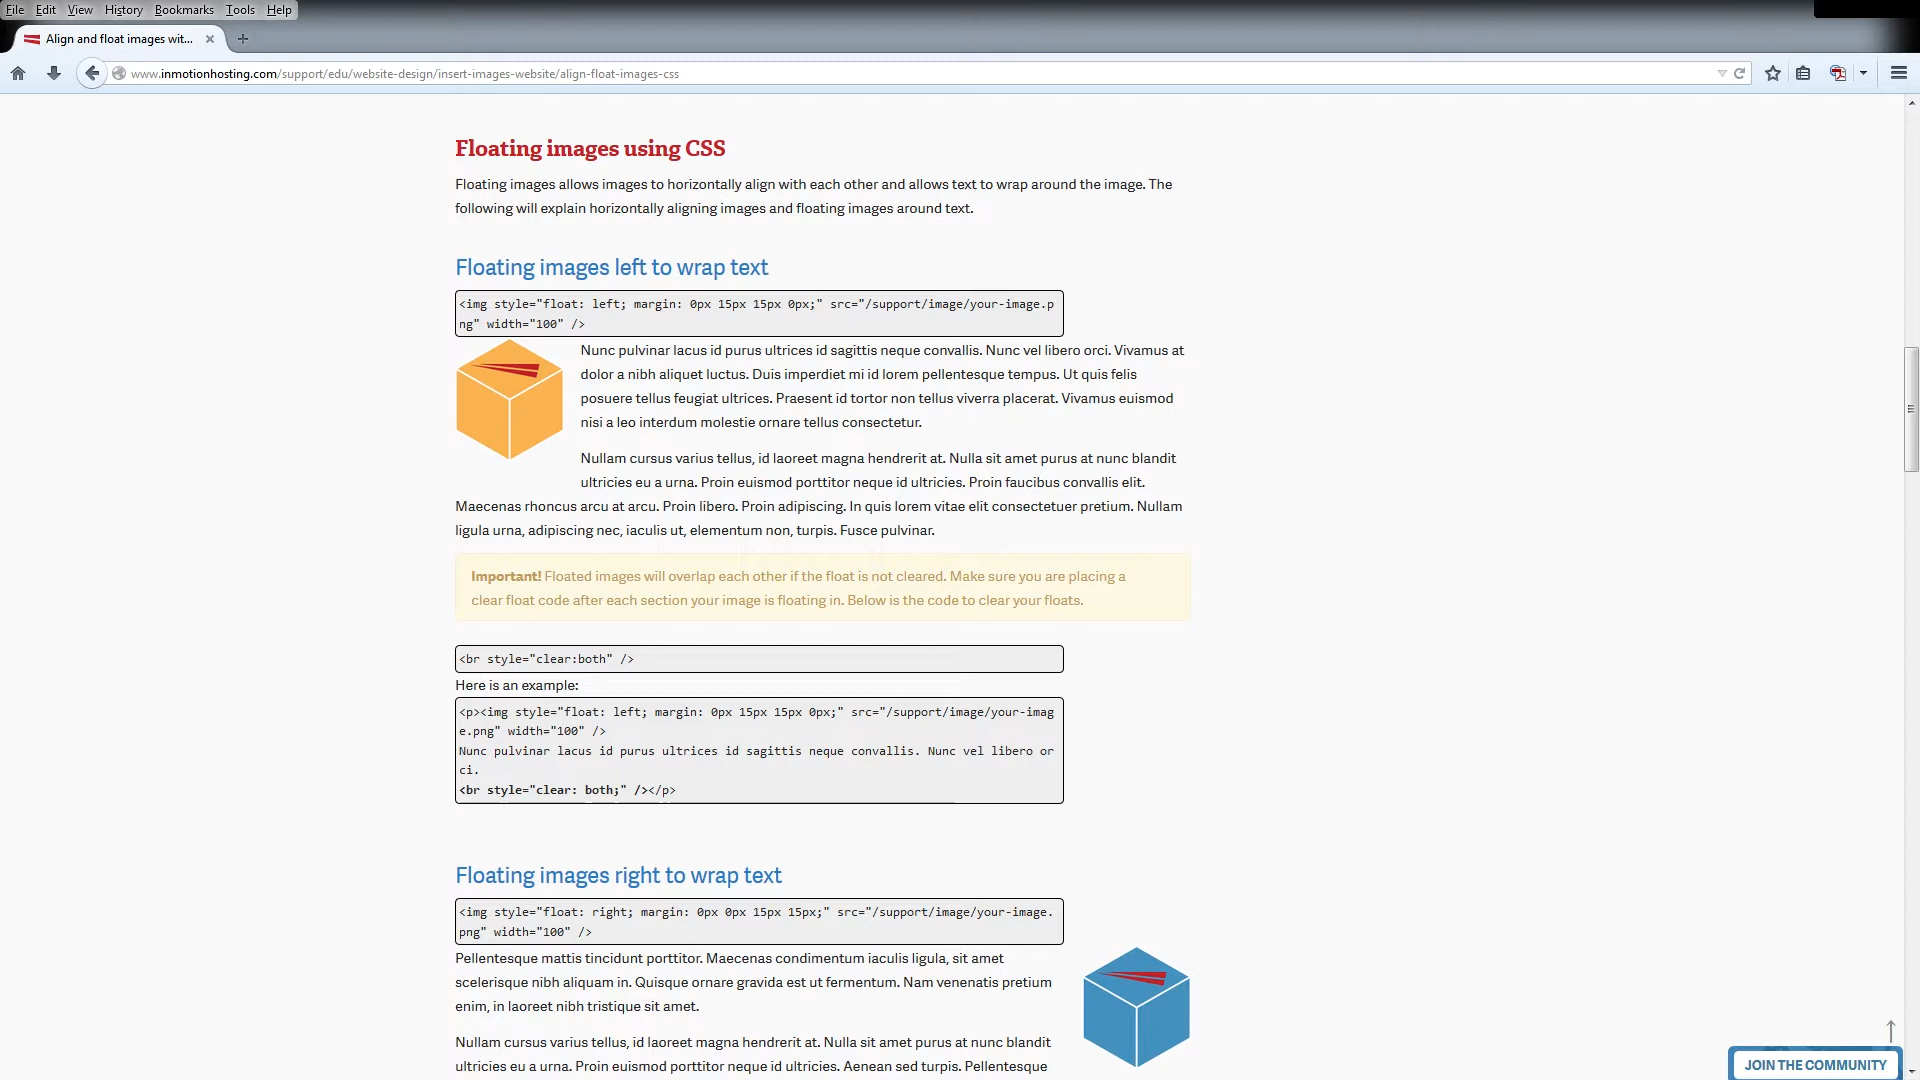 File Edit View History Bookmarks Tools Help
Align and float images wit...
www.inmotionhosting.com/support/edu/website-design/insert-images-website/align-float-images-css
Floating images using CSS
Floating images allows images to horizontally align with each other and allows text to wrap around the image. The
following will explain horizontally aligning images and floating images around text.
Floating images left to wrap text
<img style="float: left; margin: 0px 15px 15px 0px;" src="/support/image/your-image.p
ng" width="100" />
Nunc pulvinar lacus id purus ultrices id sagittis neque convallis. Nunc vel libero orci. Vivamus at
dolor a nibh aliquet luctus. Duis imperdiet mi id lorem pellentesque tempus. Ut quis felis
posuere tellus feugiat ultrices. Praesent id tortor non tellus viverra placerat. Vivamus euismod
nisi a leo interdum molestie ornare tellus consectetur.
Nullam cursus varius tellus, id laoreet magna hendrerit at. Nulla sit amet purus at nunc blandit
ultricies eu a urna. Proin euismod porttitor neque id ultricies. Proin faucibus convallis elit.
Maecenas rhoncus arcu at arcu. Proin libero. Proin adipiscing. In quis lorem vitae elit consectetuer pretium. Nullam
ligula urna, adipiscing nec, iaculis ut, elementum non, turpis. Fusce pulvinar.
Important! Floated images will overlap each other if the float is not cleared. Make sure you are placing a
clear float code after each section your image is floating in. Below is the code to clear your floats.
<br style="clear:both" />
Here is an example:
<p><img style="float: left; margin: 0px 15px 15px 0px;" src="/support/image/your-imag
e.png" width="100" />
Nunc pulvinar lacus id purus ultrices id sagittis neque convallis. Nunc vel libero or
ci.
<br style="clear: both;" /></p>
Floating images right to wrap text
<img style="float: right; margin: 0px 0px 15px 15px;" src="/support/image/your-image.
png" width="100" />
Pellentesque mattis tincidunt porttitor. Maecenas condimentum iaculis ligula, sit amet
scelerisque nibh aliquam in. Quisque ornare gravida est ut fermentum. Nam venenatis pretium
enim, in laoreet nibh tristique sit amet.
Nullam cursus varius tellus, id laoreet magna hendrerit at. Nulla sit amet purus at nunc blandit
ultricies eu a urna. Proin euismod porttitor neque id ultricies. Aenean sed turpis. Pellentesque
JOIN THE COMMUNITY